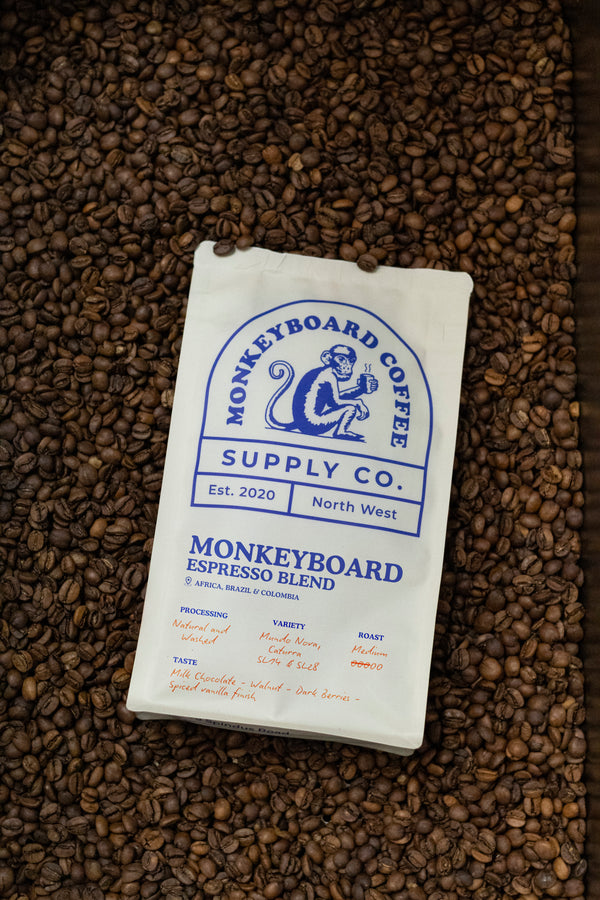 MONKEYBOARD COFFEE
SUPPLY CO.
Est. 2020
North West
MONKEYBOARD
ESPRESSO BLEND
AFRICA, BRAZIL & COLOMBIA
PROCESSING
Natural and
Washed
VARIETY
Mundo Novo,
Caturra
SL14 & SL28
ROAST
Medium
00000
TASTE
Milk Chocolate - Walnut - Dark Berries -
Spiced vanilla finish